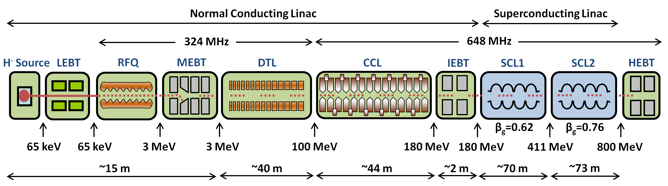 Normal Conducting Linac Superconducting Linac
324 MHz 648 MHz
H- Source LEBT RFQ MEBT DTL CCL IEBT SCL1 SCL2 HEBT
βg=0.62 βg=0.76
65 keV 65 keV 3 MeV 3 MeV 100 MeV 180 MeV 180 MeV 411 MeV 800 MeV
~15 m ~40 m ~44 m ~2 m ~70 m ~73 m